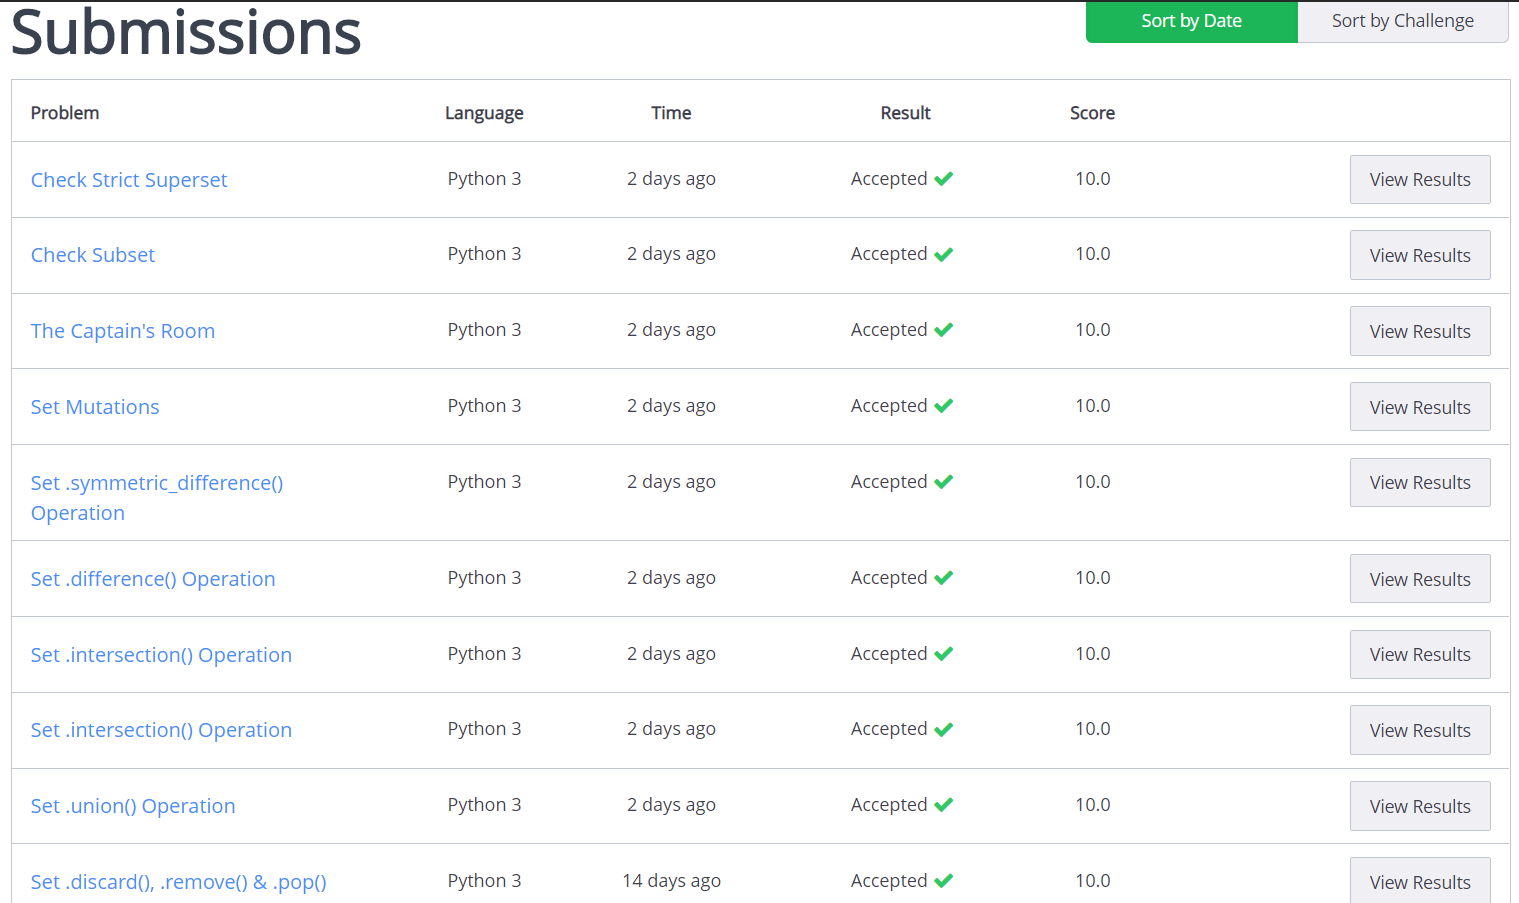 Submissions
Sort by Date Sort by Challenge
Problem Language Time Result Score
Check Strict Superset Python 3 2 days ago Accepted 10.0 View Results
Check Subset Python 3 2 days ago Accepted 10.0 View Results
The Captain's Room Python 3 2 days ago Accepted 10.0 View Results
Set Mutations Python 3 2 days ago Accepted 10.0 View Results
Set .symmetric_difference() Python 3 2 days ago Accepted 10.0 View Results
Operation
Set .difference() Operation Python 3 2 days ago Accepted 10.0 View Results
Set .intersection() Operation Python 3 2 days ago Accepted 10.0 View Results
Set .intersection() Operation Python 3 2 days ago Accepted 10.0 View Results
Set .union() Operation Python 3 2 days ago Accepted 10.0 View Results
Set .discard(), .remove() & .pop() Python 3 14 days ago Accepted 10.0 View Results